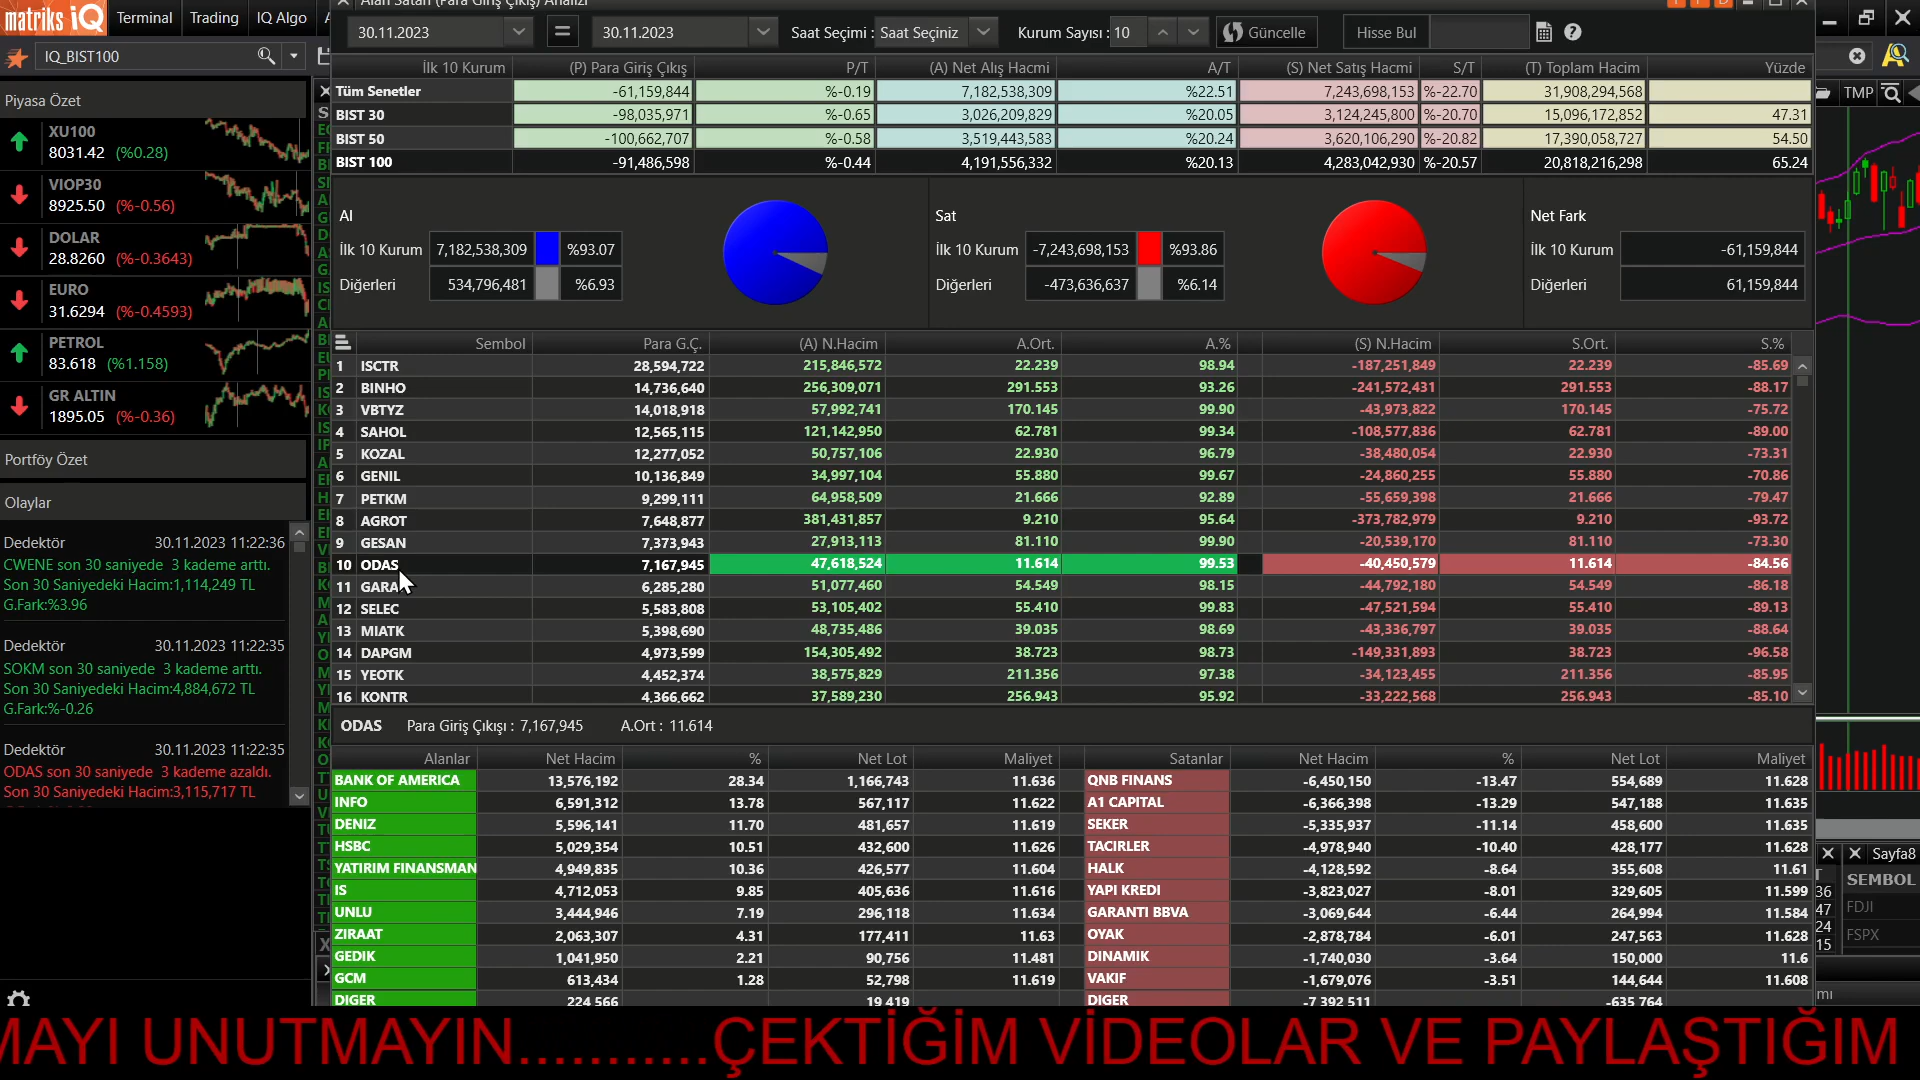 matriks iQ Terminal Trading IQ Algo
IQ_BIST100
Piyasa Özet
XU100
8031.42 (%0.28)
VIOP30
8925.50 (%-0.56)
DOLAR
28.8260 (%-0.3643)
EURO
31.6294 (%-0.4593)
PETROL
83.618 (%1.158)
GR ALTIN
1895.05 (%-0.36)
Portföy Özet
Olaylar
Dedektör 30.11.2023 11:22:36
CWENE son 30 saniyede 3 kademe arttı.
Son 30 Saniyedeki Hacim:1,114,249 TL
G.Fark:%3.96
Dedektör 30.11.2023 11:22:35
SOKM son 30 saniyede 3 kademe arttı.
Son 30 Saniyedeki Hacim:4,884,672 TL
G.Fark:%-0.26
Dedektör 30.11.2023 11:22:35
ODAS son 30 saniyede 3 kademe azaldı.
Son 30 Saniyedeki Hacim:3,115,717 TL
Alan Satan (Para Giriş Çıkış) Analizi
30.11.2023 30.11.2023 Saat Seçimi : Saat Seçiniz Kurum Sayısı : 10 Güncelle Hisse Bul
İlk 10 Kurum (P) Para Giriş Çıkış P/T (A) Net Alış Hacmi A/T (S) Net Satış Hacmi S/T (T) Toplam Hacim Yüzde
Tüm Senetler -61,159,844 %-0.19 7,182,538,309 %22.51 7,243,698,153 %-22.70 31,908,294,568
BIST 30 -98,035,971 %-0.65 3,026,209,829 %20.05 3,124,245,800 %-20.70 15,096,172,852 47.31
BIST 50 -100,662,707 %-0.58 3,519,443,583 %20.24 3,620,106,290 %-20.82 17,390,058,727 54.50
BIST 100 -91,486,598 %-0.44 4,191,556,332 %20.13 4,283,042,930 %-20.57 20,818,216,298 65.24
Al
İlk 10 Kurum 7,182,538,309 %93.07
Diğerleri 534,796,481 %6.93
Sat
İlk 10 Kurum -7,243,698,153 %93.86
Diğerleri -473,636,637 %6.14
Net Fark
İlk 10 Kurum -61,159,844
Diğerleri 61,159,844
Sembol Para G.Ç. (A) N.Hacim A.Ort. A.% (S) N.Hacim S.Ort. S.%
1 ISCTR 28,594,722 215,846,572 22.239 98.94 -187,251,849 22.239 -85.69
2 BINHO 14,736,640 256,309,071 291.553 93.26 -241,572,431 291.553 -88.17
3 VBTYZ 14,018,918 57,992,741 170.145 99.90 -43,973,822 170.145 -75.72
4 SAHOL 12,565,115 121,142,950 62.781 99.34 -108,577,836 62.781 -89.00
5 KOZAL 12,277,052 50,757,106 22.930 96.79 -38,480,054 22.930 -73.31
6 GENIL 10,136,849 34,997,104 55.880 99.67 -24,860,255 55.880 -70.86
7 PETKM 9,299,111 64,958,509 21.666 92.89 -55,659,398 21.666 -79.47
8 AGROT 7,648,877 381,431,857 9.210 95.64 -373,782,979 9.210 -93.72
9 GESAN 7,373,943 27,913,113 81.110 99.90 -20,539,170 81.110 -73.30
10 ODAS 7,167,945 47,618,524 11.614 99.53 -40,450,579 11.614 -84.56
11 GARA 6,285,280 51,077,460 54.549 98.15 -44,792,180 54.549 -86.18
12 SELEC 5,583,808 53,105,402 55.410 99.83 -47,521,594 55.410 -89.13
13 MIATK 5,398,690 48,735,486 39.035 98.69 -43,336,797 39.035 -88.64
14 DAPGM 4,973,599 154,305,492 38.723 98.73 -149,331,893 38.723 -96.58
15 YEOTK 4,452,374 38,575,829 211.356 97.38 -34,123,455 211.356 -85.95
16 KONTR 4,366,662 37,589,230 256.943 95.92 -33,222,568 256.943 -85.10
ODAS Para Giriş Çıkışı : 7,167,945 A.Ort : 11.614
Alanlar Net Hacim % Net Lot Maliyet Satanlar Net Hacim % Net Lot Maliyet
BANK OF AMERICA 13,576,192 28.34 1,166,743 11.636 QNB FINANS -6,450,150 -13.47 554,689 11.628
INFO 6,591,312 13.78 567,117 11.622 A1 CAPITAL -6,366,398 -13.29 547,188 11.635
DENIZ 5,596,141 11.70 481,657 11.619 SEKER -5,335,937 -11.14 458,600 11.635
HSBC 5,029,354 10.51 432,600 11.626 TACIRLER -4,978,940 -10.40 428,177 11.628
YATIRIM FINANSMAN 4,949,835 10.36 426,577 11.604 HALK -4,128,592 -8.64 355,608 11.61
IS 4,712,053 9.85 405,636 11.616 YAPI KREDI -3,823,027 -8.01 329,605 11.599
UNLU 3,444,946 7.19 296,118 11.634 GARANTI BBVA -3,069,644 -6.44 264,994 11.584
ZIRAAT 2,063,307 4.31 177,411 11.63 OYAK -2,878,784 -6.01 247,563 11.628
GEDIK 1,041,950 2.21 90,756 11.481 DINAMIK -1,740,030 -3.64 150,000 11.6
GCM 613,434 1.28 52,798 11.619 VAKIF -1,679,076 -3.51 144,644 11.608
DIGER 224,566 19,419 DIGER -7,392,511 -635,764
TMP
Sayfa8
SEMBOL
FDJI
FSPX
MAYI UNUTMAYIN...........ÇEKTİĞİM VİDEOLAR VE PAYLAŞTIĞIM